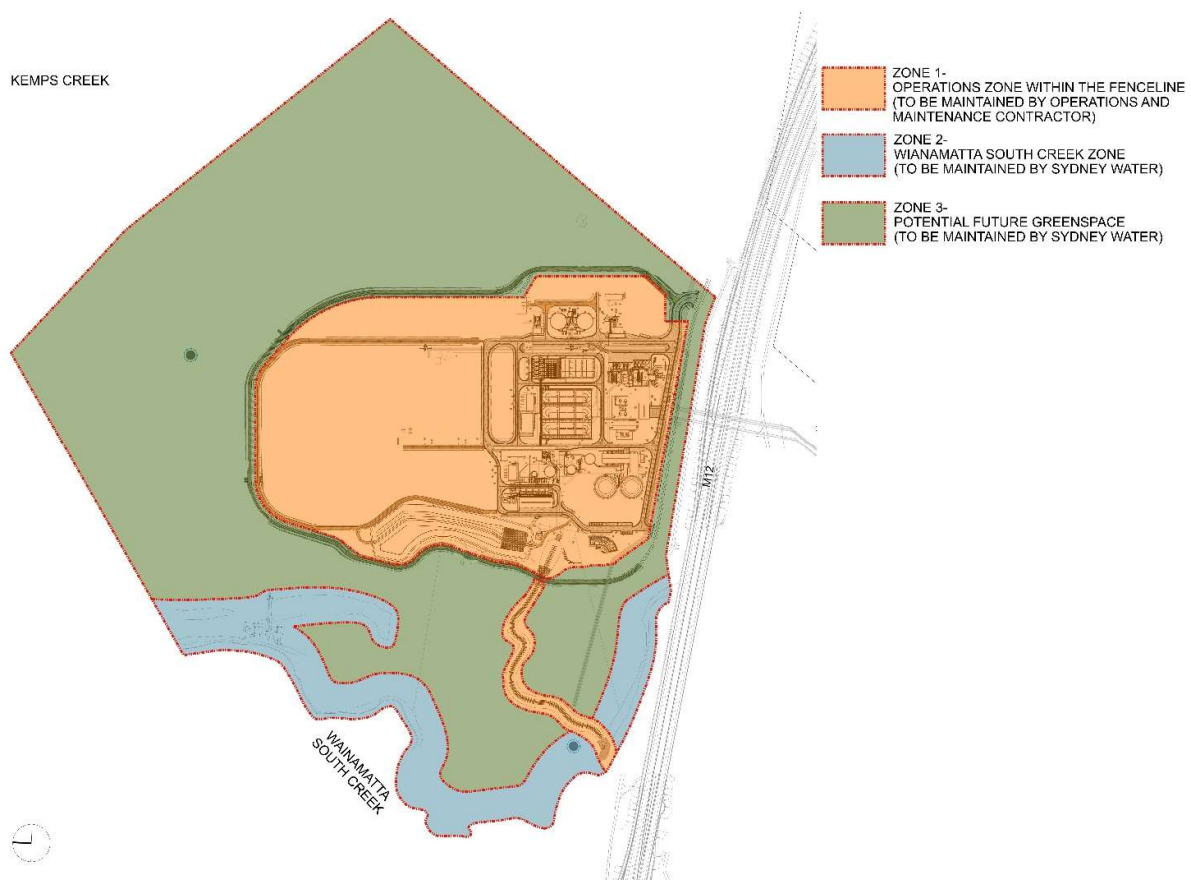 KEMPS CREEK
ZONE 1-
OPERATIONS ZONE WITHIN THE FENCELINE
(TO BE MAINTAINED BY OPERATIONS AND
MAINTENANCE CONTRACTOR)
ZONE 2-
WIANAMATTA SOUTH CREEK ZONE
(TO BE MAINTAINED BY SYDNEY WATER)
ZONE 3-
POTENTIAL FUTURE GREENSPACE
(TO BE MAINTAINED BY SYDNEY WATER)
M12
WAINAMATTA
SOUTH CREEK